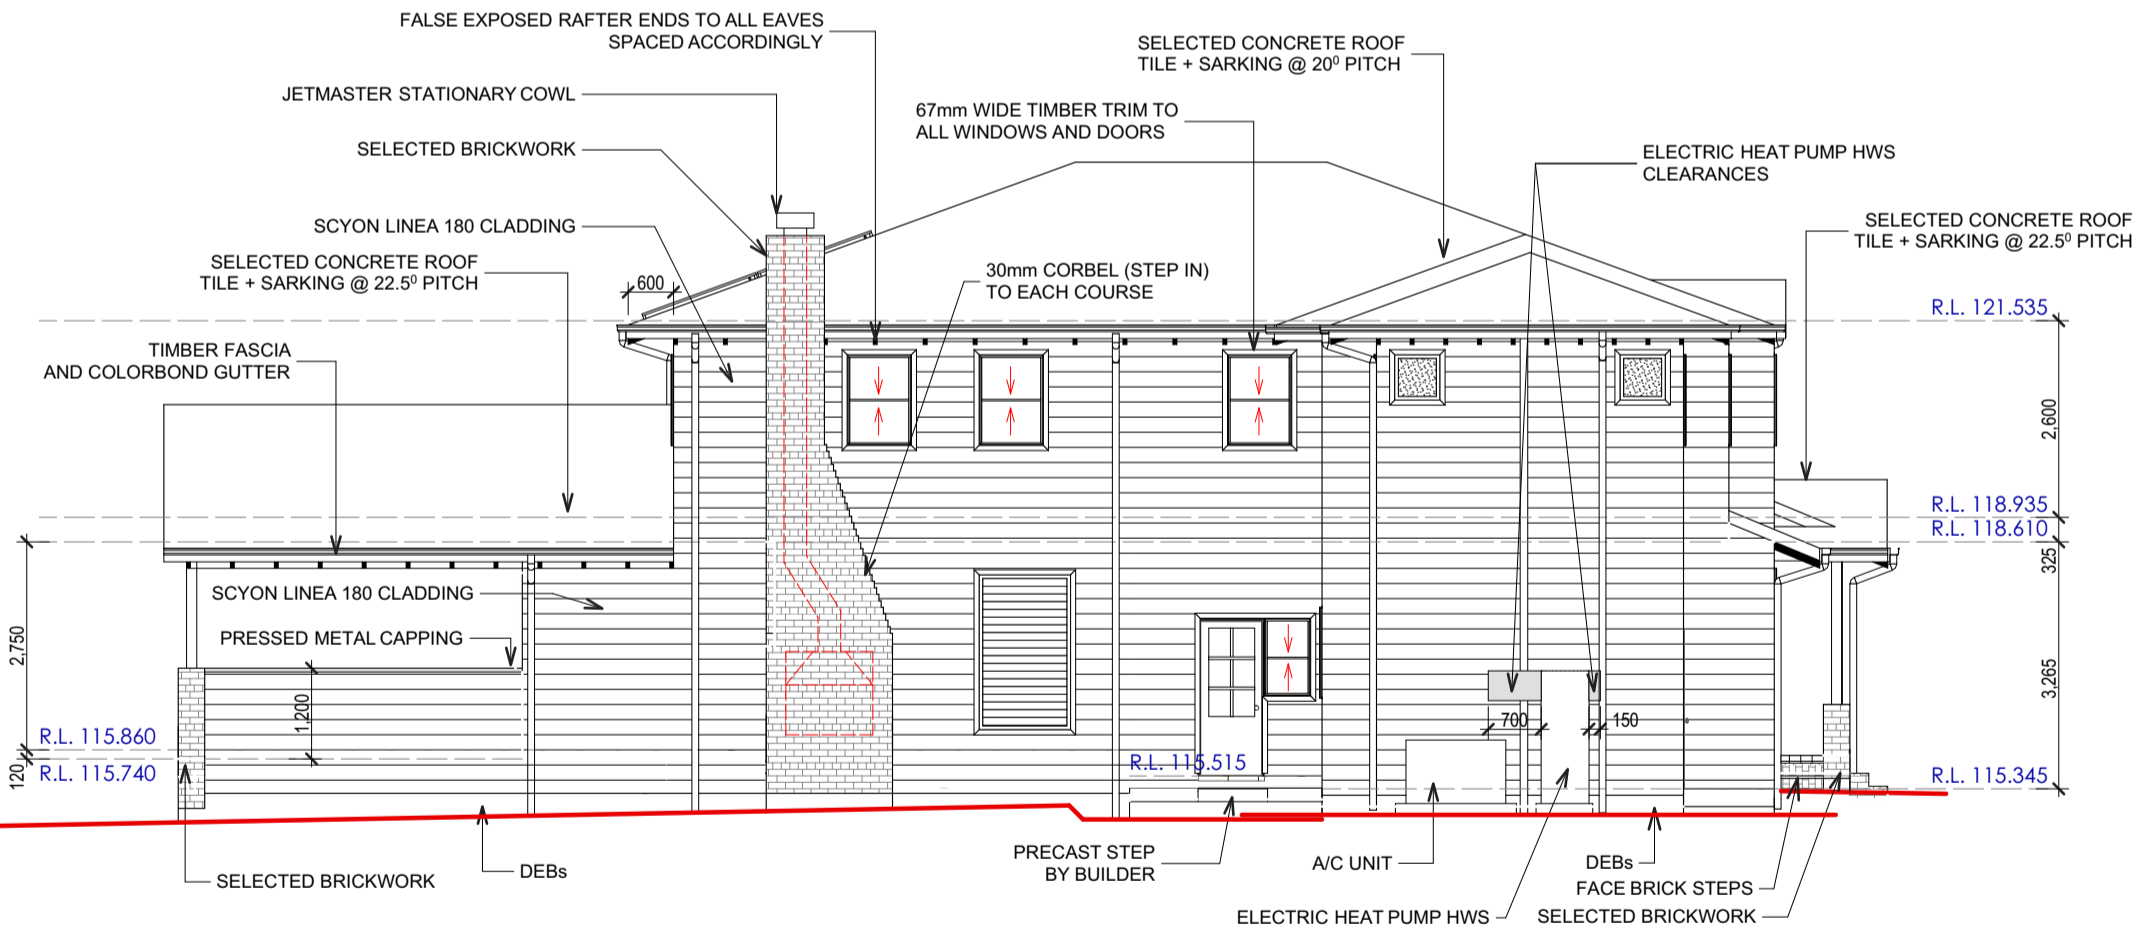 FALSE EXPOSED RAFTER ENDS TO ALL EAVES
SPACED ACCORDINGLY
SELECTED CONCRETE ROOF
TILE + SARKING @ 20⁰ PITCH
JETMASTER STATIONARY COWL
67mm WIDE TIMBER TRIM TO
ALL WINDOWS AND DOORS
SELECTED BRICKWORK
ELECTRIC HEAT PUMP HWS
CLEARANCES
SCYON LINEA 180 CLADDING
SELECTED CONCRETE ROOF
TILE + SARKING @ 22.5⁰ PITCH
SELECTED CONCRETE ROOF
TILE + SARKING @ 22.5⁰ PITCH
600
30mm CORBEL (STEP IN)
TO EACH COURSE
R.L. 121.535
TIMBER FASCIA
AND COLORBOND GUTTER
2,600
R.L. 118.935
R.L. 118.610
325
SCYON LINEA 180 CLADDING
PRESSED METAL CAPPING
2,750
1,200
3,265
700
150
R.L. 115.860
R.L. 115.740
120
R.L. 115.515
R.L. 115.345
PRECAST STEP
BY BUILDER
A/C UNIT
DEBs
DEBs
SELECTED BRICKWORK
FACE BRICK STEPS
ELECTRIC HEAT PUMP HWS
SELECTED BRICKWORK